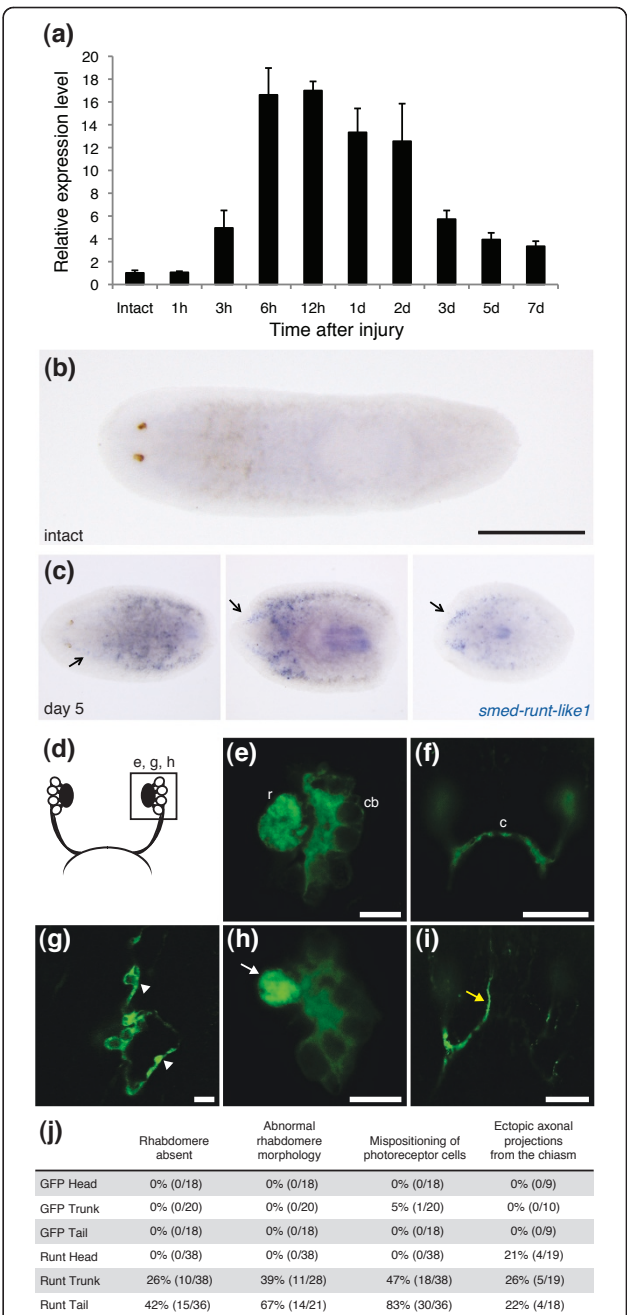 (a)
Relative expression level
20
18
16
14
12
10
8
6
4
2
0
Intact 1h 3h 6h 12h 1d 2d 3d 5d 7d
Time after injury
(b)
intact
(c)
day 5
smed-runt-like1
(d)
e, g, h
(e)
r
cb
(f)
c
(g)
(h)
(i)
(j)
Rhabdomere absent Abnormal rhabdomere morphology Mispositioning of photoreceptor cells Ectopic axonal projections from the chiasm
GFP Head 0% (0/18) 0% (0/18) 0% (0/18) 0% (0/9)
GFP Trunk 0% (0/20) 0% (0/20) 5% (1/20) 0% (0/10)
GFP Tail 0% (0/18) 0% (0/18) 0% (0/18) 0% (0/9)
Runt Head 0% (0/38) 0% (0/38) 0% (0/38) 21% (4/19)
Runt Trunk 26% (10/38) 39% (11/28) 47% (18/38) 26% (5/19)
Runt Tail 42% (15/36) 67% (14/21) 83% (30/36) 22% (4/18)